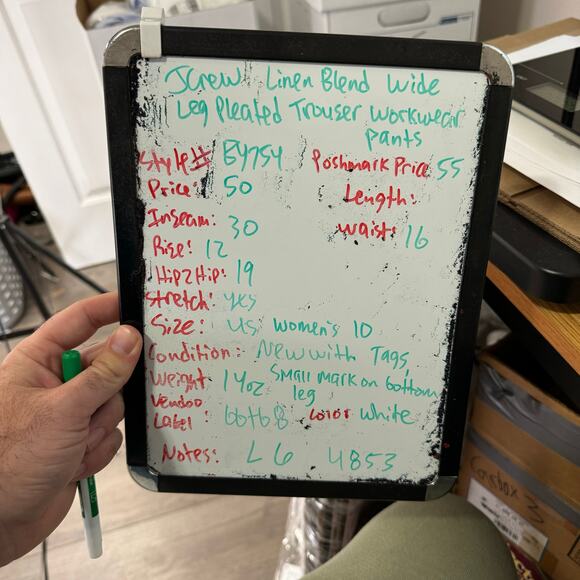 JCrew Linen Blend Wide
Leg Pleated Trouser Workwear
Pants
Style# B4754
Poshmark Price 55
Price: 50
Length:
Inseam: 30
Waist: 16
Rise: 12
Hip2Hip: 19
Stretch: yes
Size: US Women's 10
Condition: New with Tags,
Small Mark on bottom
leg
Weight 14oz
Vendoo
Label: 66768
Color White
Notes: L6 4853